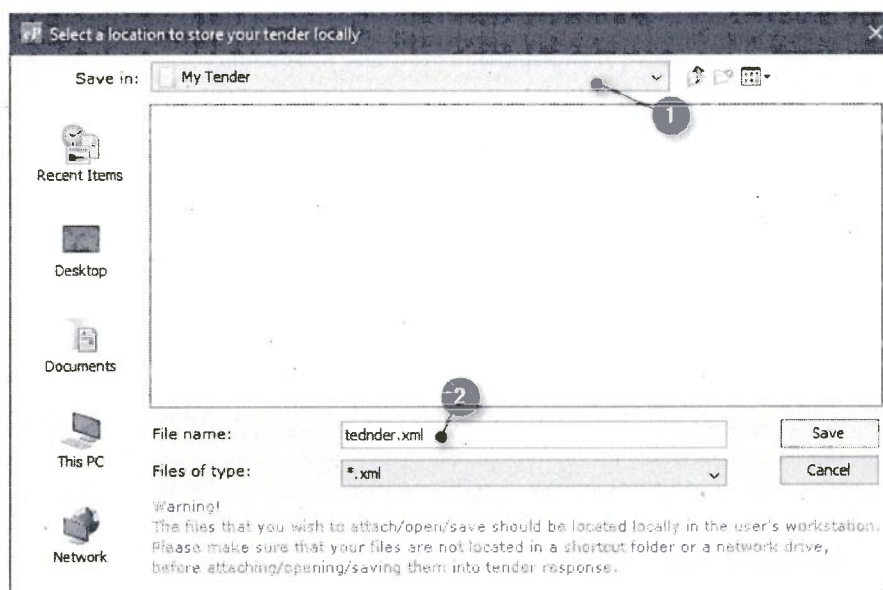 eP Select a location to store your tender locally
Save in: My Tender
1
Recent Items
Desktop
Documents
This PC
Network
2
File name: tednder.xml Save
Files of type: *.xml Cancel
Warning!
The files that you wish to attach/open/save should be located locally in the user's workstation.
Please make sure that your files are not located in a shortcut folder or a network drive,
before attaching/opening/saving them into tender response.